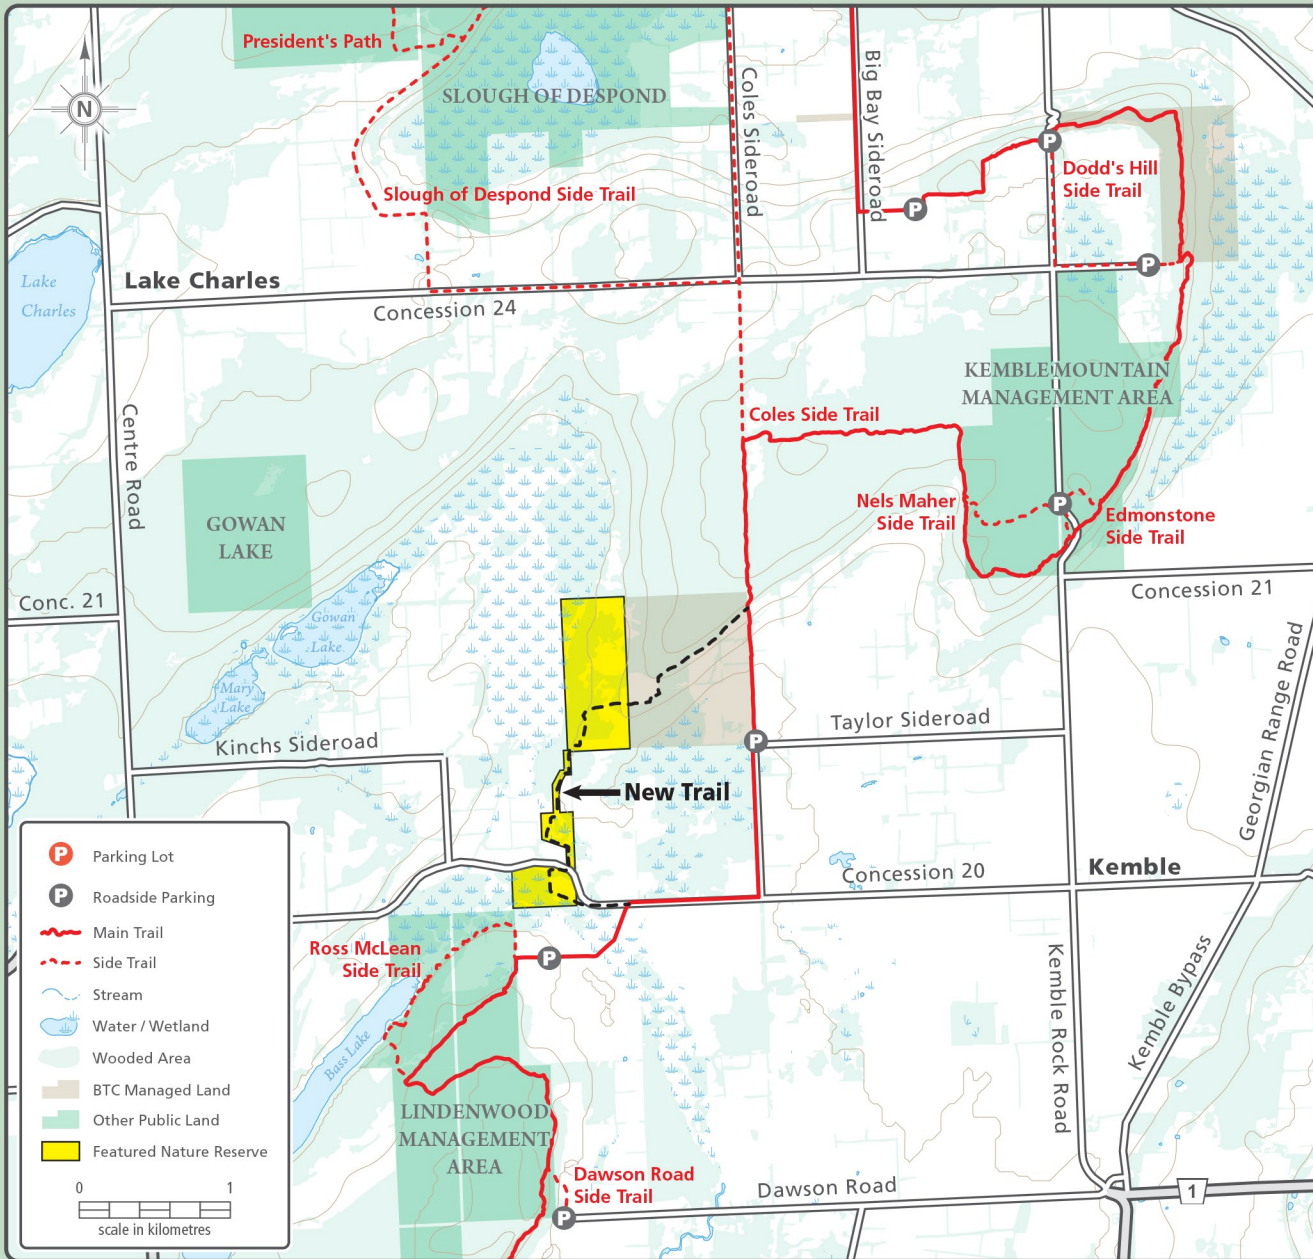 President's Path
SLOUGH OF DESPOND
Coles Sideroad
Big Bay Sideroad
N
P
Dodd's Hill
Side Trail
Slough of Despond Side Trail
P
P
Lake
Charles
Lake Charles
Concession 24
KEMBLE MOUNTAIN
MANAGEMENT AREA
Coles Side Trail
Centre Road
Nels Maher
Side Trail
P
Edmonstone
Side Trail
GOWAN
LAKE
Concession 21
Conc. 21
Gowan
Lake
Georgian Range Road
Mary
Lake
Kinchs Sideroad
Taylor Sideroad
P
New Trail
Concession 20
Kemble
Ross McLean
Side Trail
P
Bass Lake
Kemble Rock Road
Kemble Bypass
LINDENWOOD
MANAGEMENT
AREA
Dawson Road
Side Trail
P
Dawson Road
1
P Parking Lot
P Roadside Parking
Main Trail
Side Trail
Stream
Water / Wetland
Wooded Area
BTC Managed Land
Other Public Land
Featured Nature Reserve
0 1
scale in kilometres